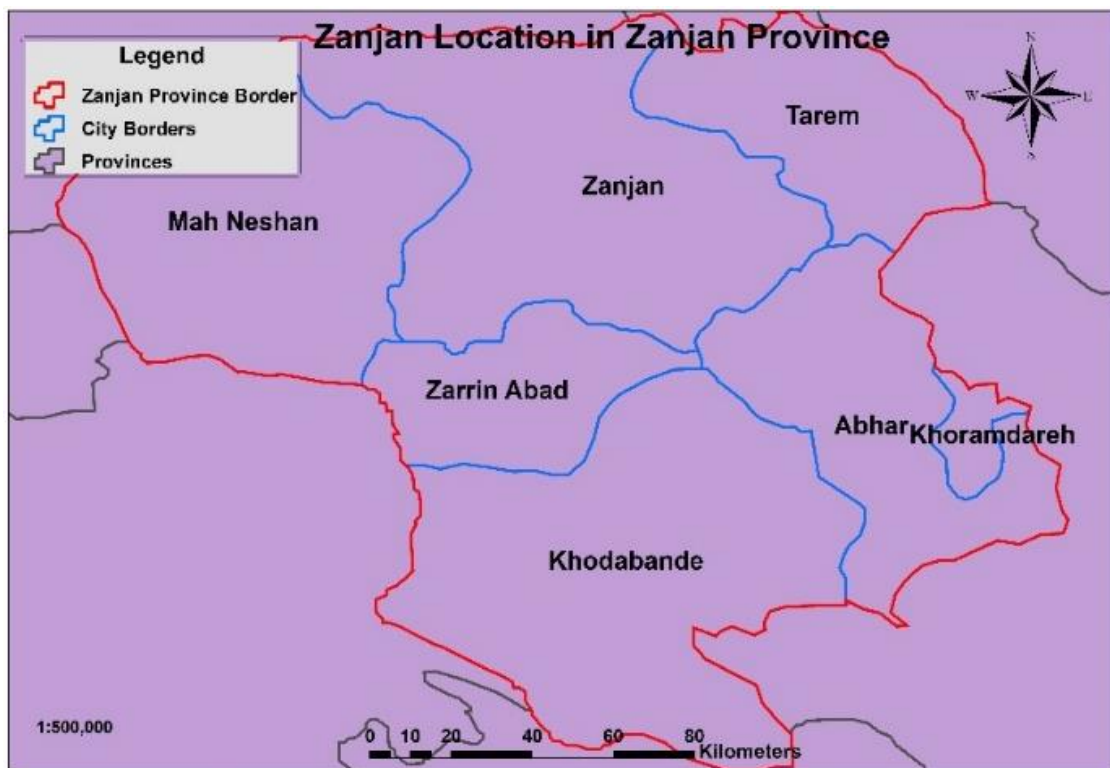 Zanjan Location in Zanjan Province
Legend
Zanjan Province Border
City Borders
Provinces
N
W
E
S
Tarem
Zanjan
Mah Neshan
Zarrin Abad
Abhar
Khoramdareh
Khodabande
1:500,000
0 10 20 40 60 80
Kilometers